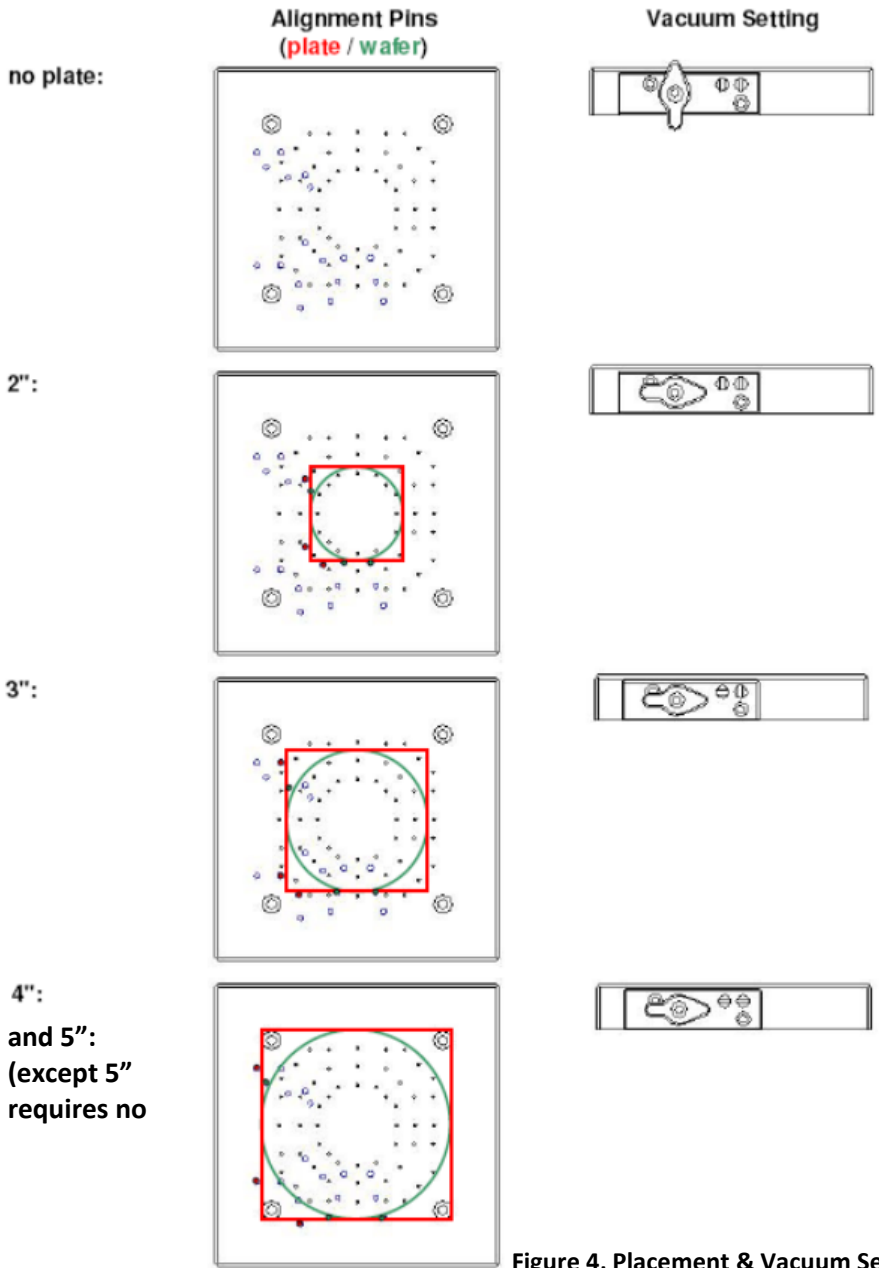 Alignment Pins
(plate / wafer)
Vacuum Setting
no plate:
2":
3":
4":
and 5”:
(except 5”
requires no
Figure 4. Placement & Vacuum Se